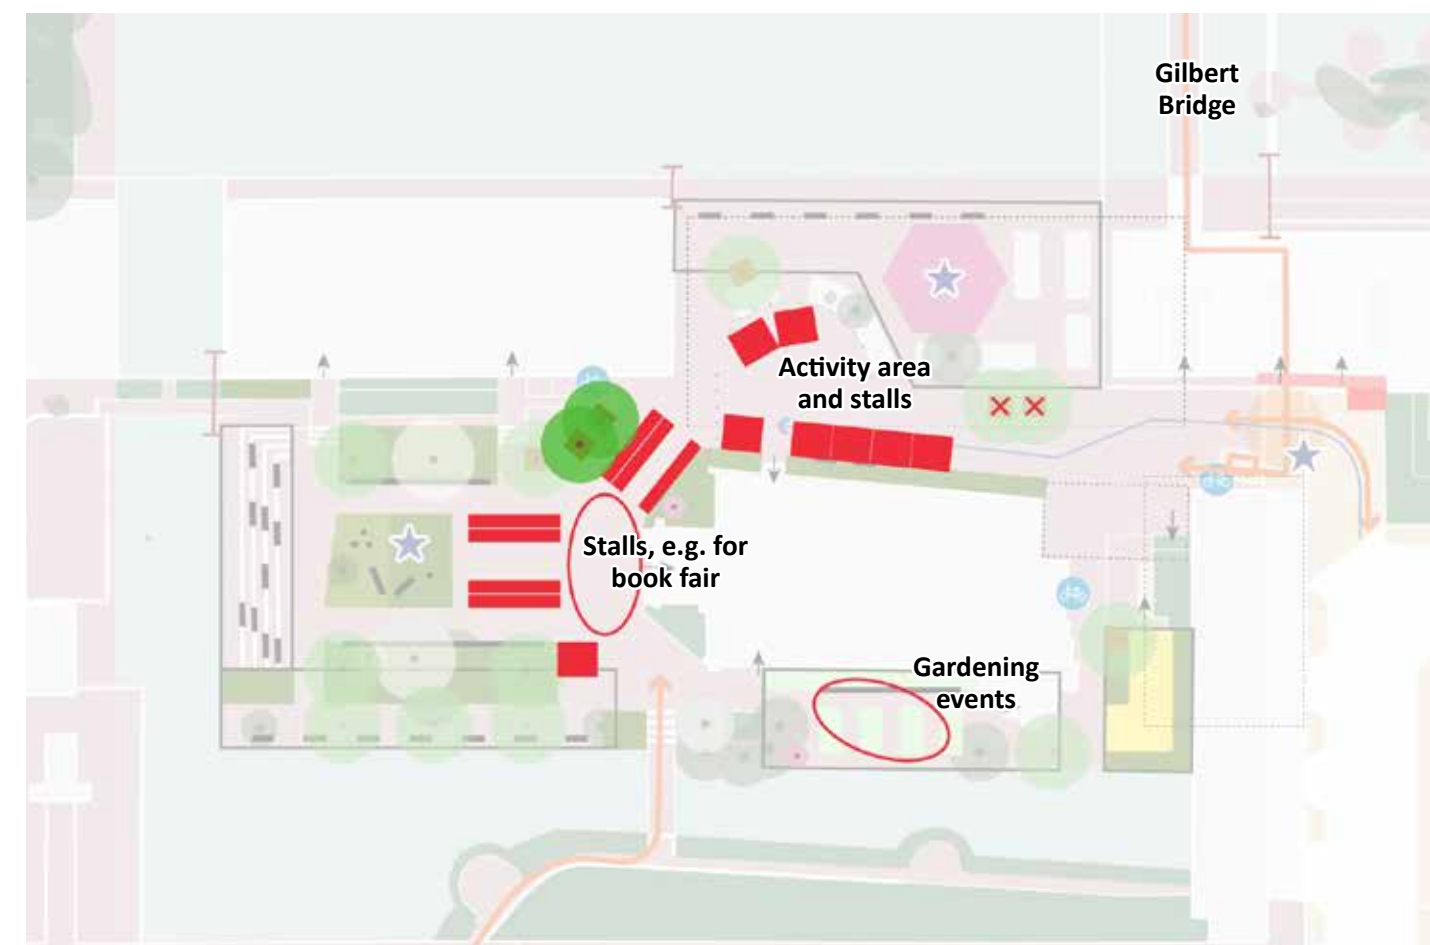 Gilbert
Bridge
Activity area
and stalls
Stalls, e.g. for
book fair
Gardening
events